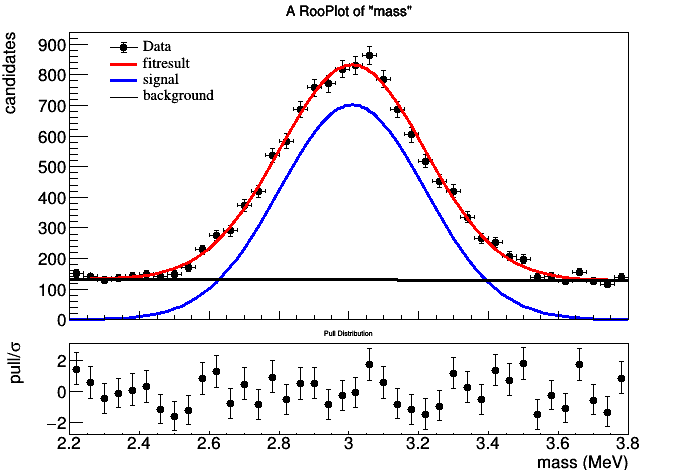 A RooPlot of "mass"
candidates
900
800
700
600
500
400
300
200
100
0
Data
fitresult
signal
background
Pull Distribution
pull/σ
2
0
−2
2.2 2.4 2.6 2.8 3 3.2 3.4 3.6 3.8
mass (MeV)